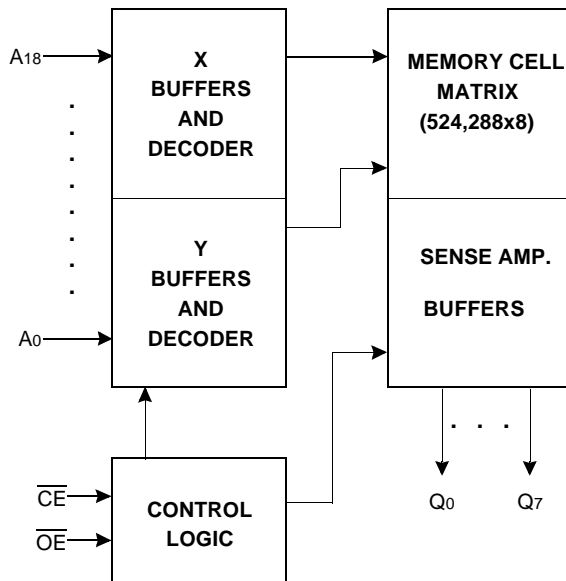 A18
X
BUFFERS
AND
DECODER
MEMORY CELL
MATRIX
(524,288x8)
Y
BUFFERS
AND
DECODER
SENSE AMP.
BUFFERS
A0
CE
OE
CONTROL
LOGIC
Q0 Q7